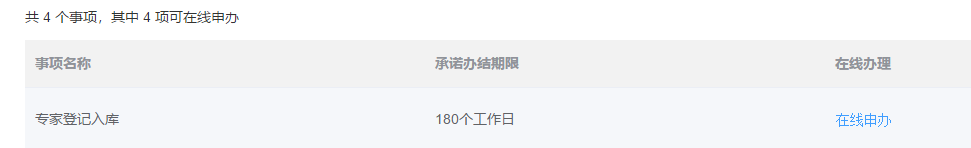 共 4 个事项，其中 4 项可在线申办
事项名称 承诺办结期限 在线办理
专家登记入库 180个工作日 在线申办